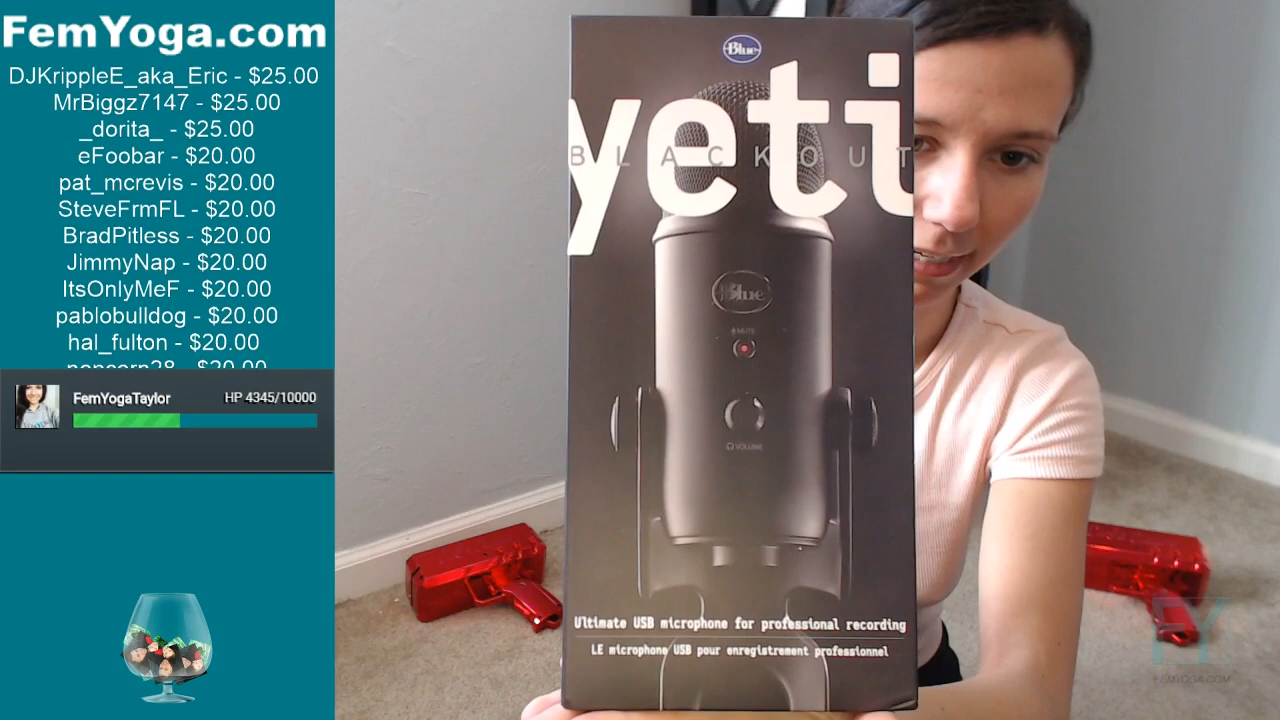 FemYoga.com
DJKrippleE_aka_Eric - $25.00
MrBiggz7147 - $25.00
_dorita_ - $25.00
eFoobar - $20.00
pat_mcrevis - $20.00
SteveFrmFL - $20.00
BradPitless - $20.00
JimmyNap - $20.00
ItsOnlyMeF - $20.00
pablobulldog - $20.00
hal_fulton - $20.00
FemYogaTaylor HP 4345/10000
Blue
yeti
BLACKOUT
Blue
MUTE
VOLUME
Ultimate USB microphone for professional recording
LE microphone USB pour enregistrement professionnel
FY
FEMYOGA.COM